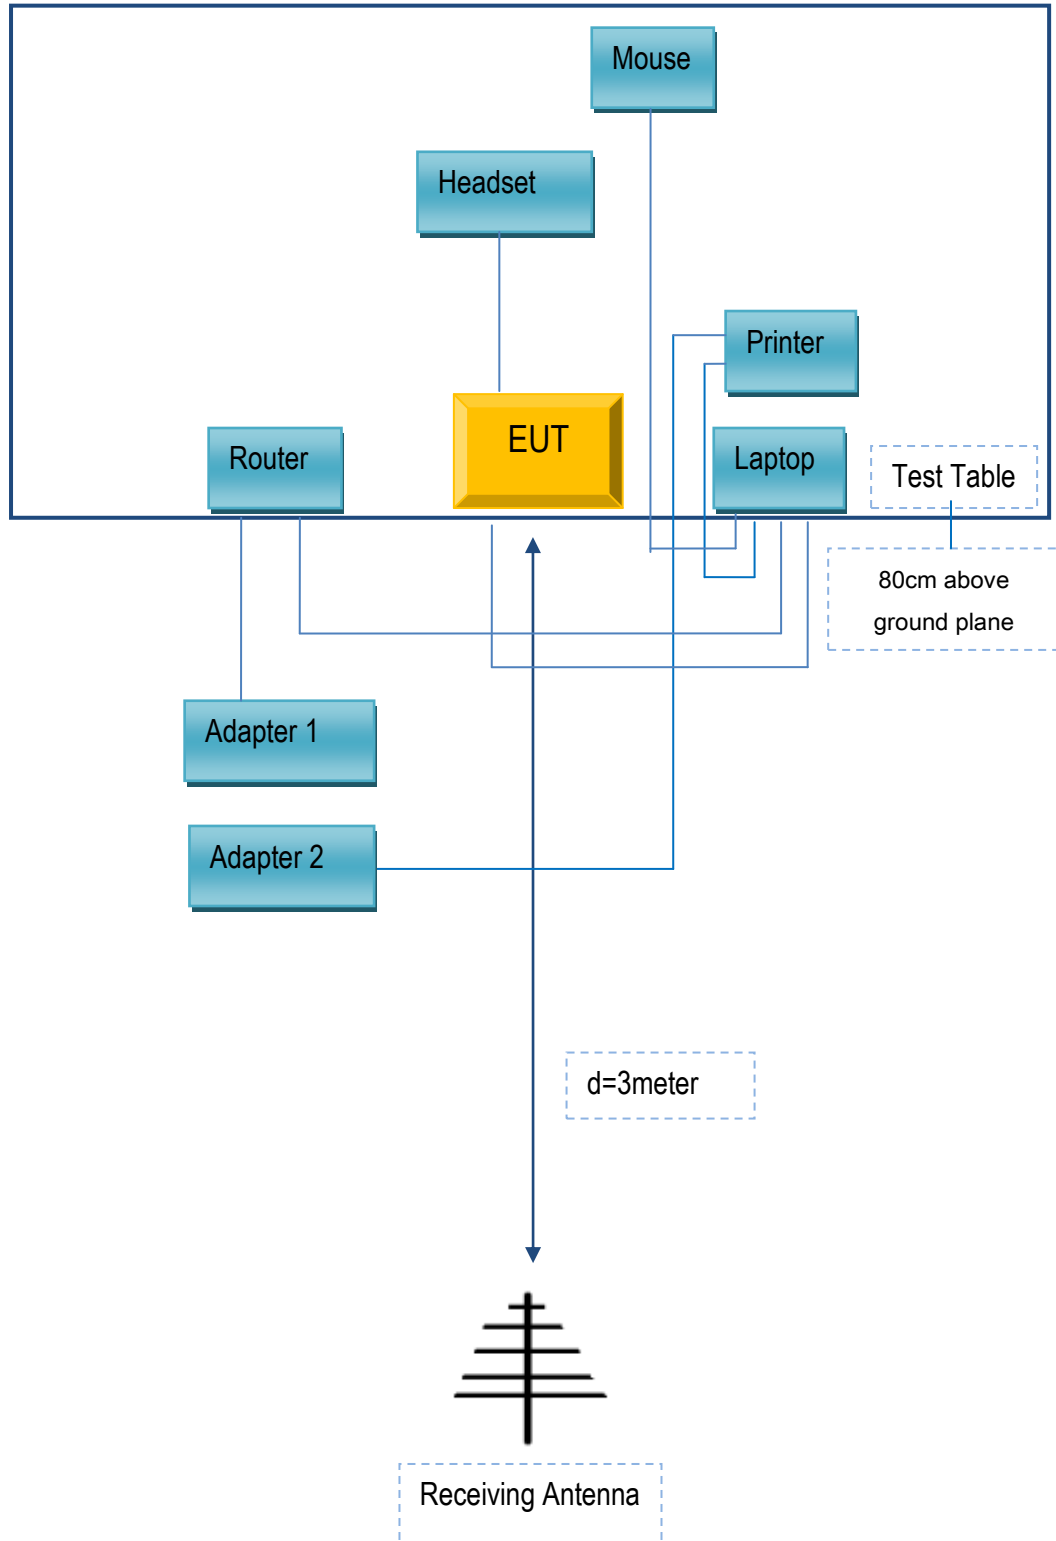 Mouse
Headset
Printer
EUT
Router
Laptop
Test Table
80cm above
ground plane
Adapter 1
Adapter 2
d=3meter
Receiving Antenna